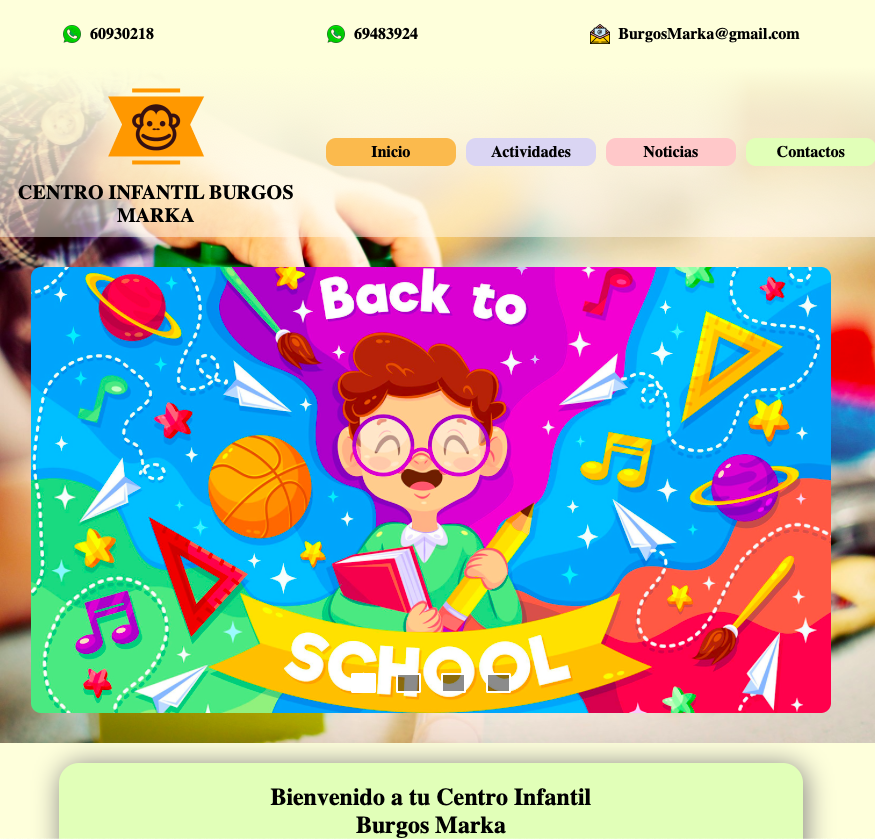 60930218
69483924
BurgosMarka@gmail.com
CENTRO INFANTIL BURGOS
MARKA
Inicio
Actividades
Noticias
Contactos
Back to
SCHOOL
Bienvenido a tu Centro Infantil
Burgos Marka